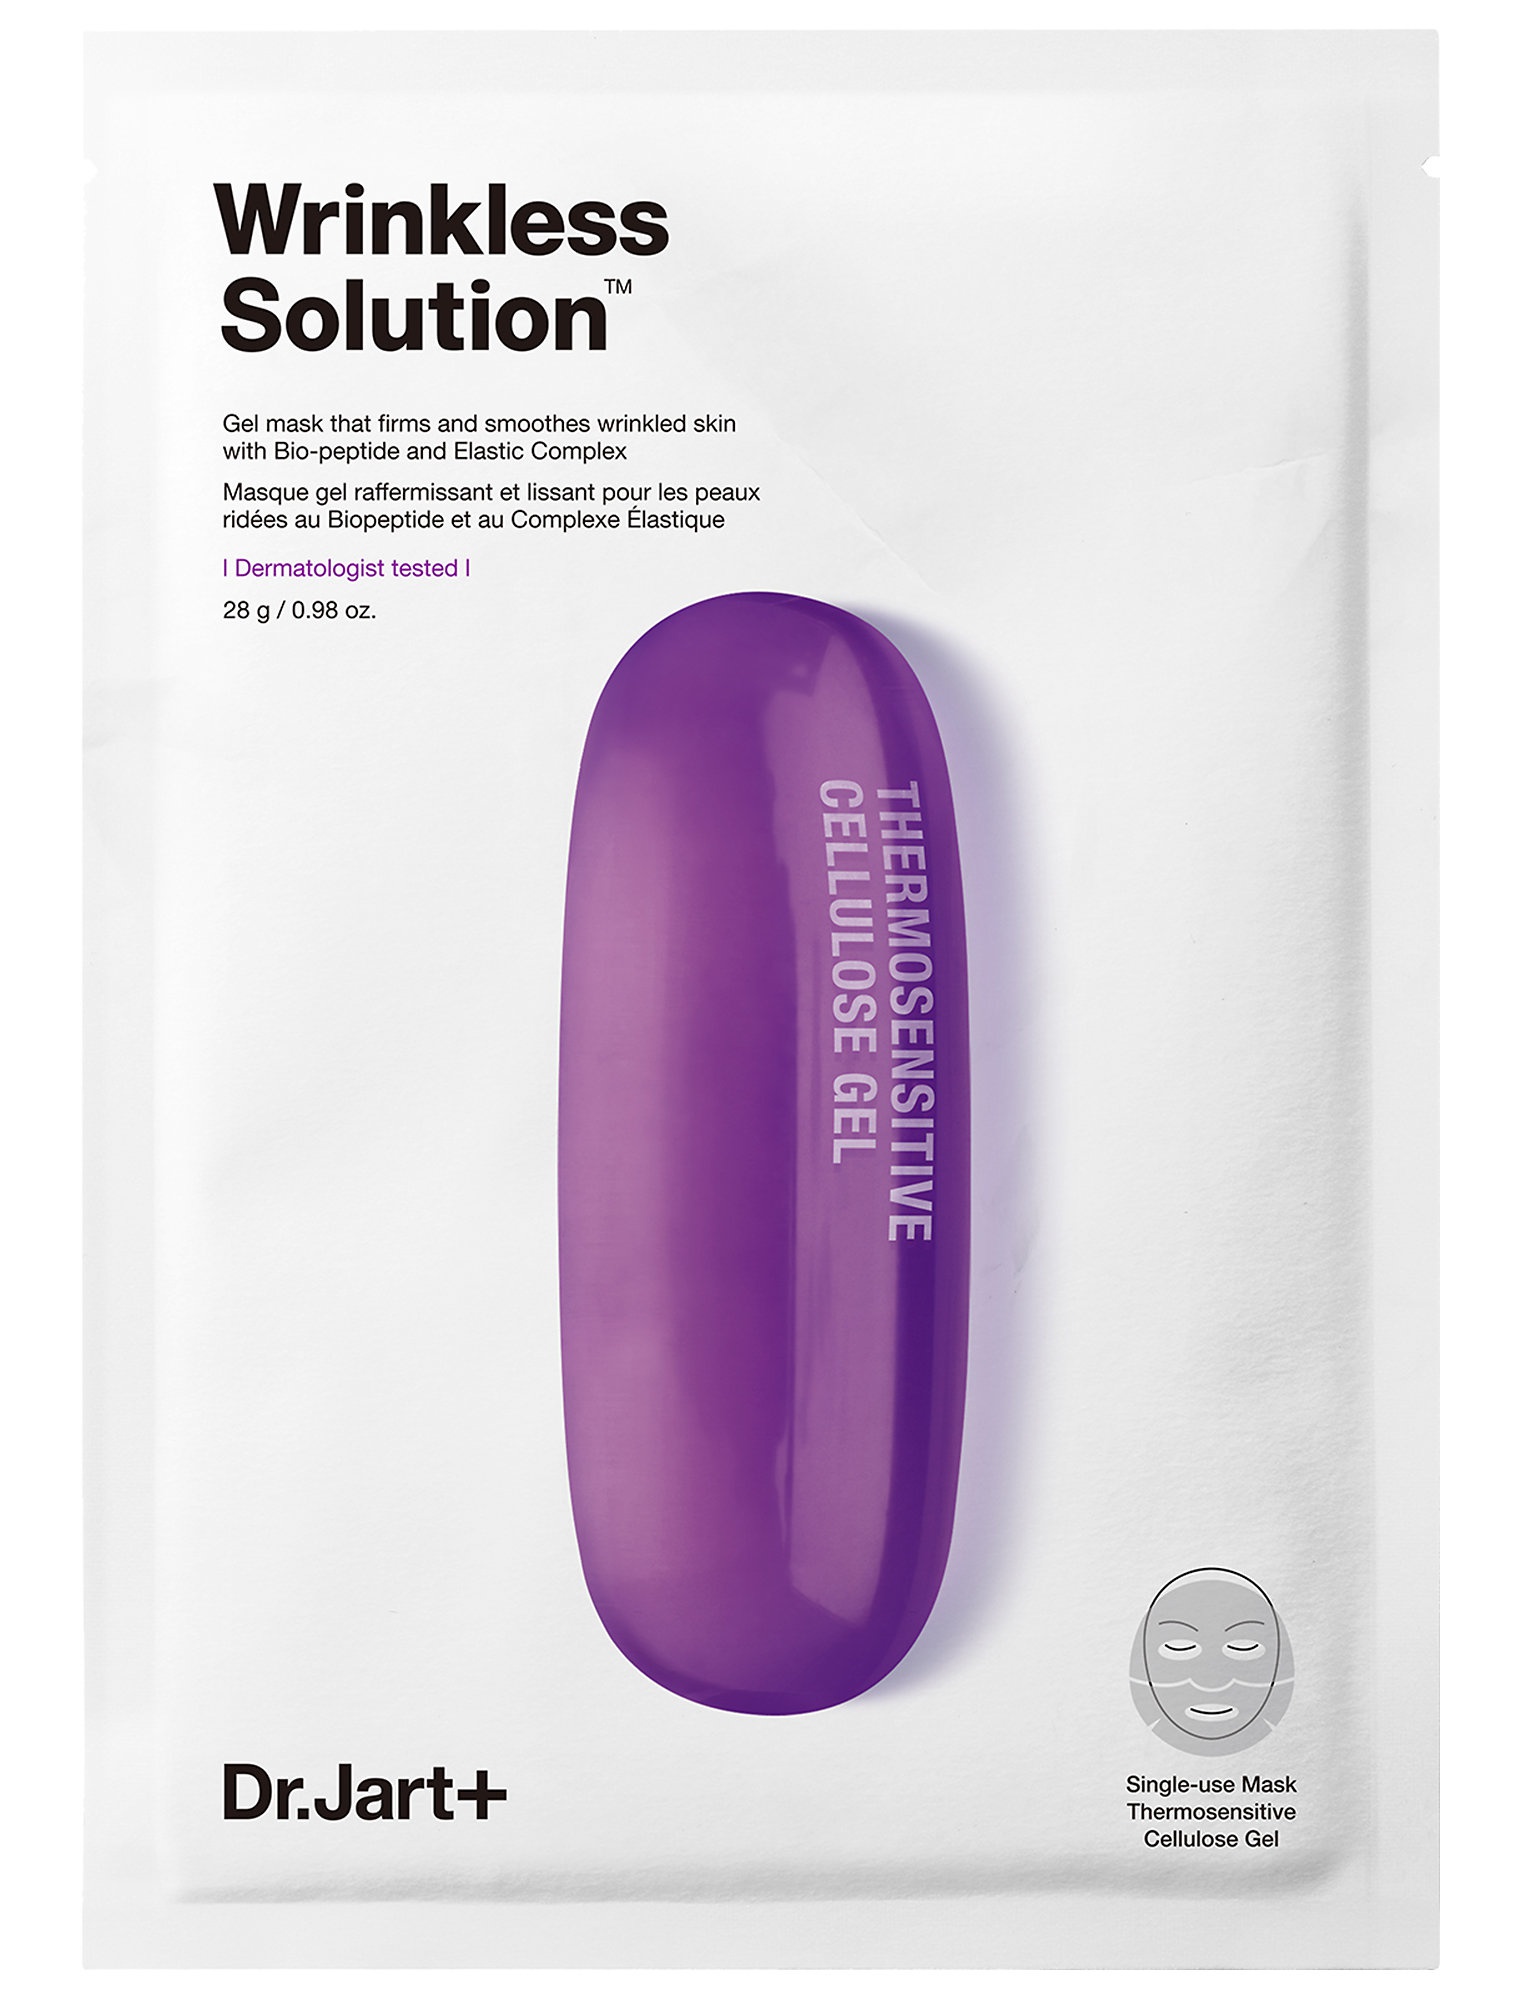 Wrinkless
Solution™
Gel mask that firms and smoothes wrinkled skin
with Bio-peptide and Elastic Complex
Masque gel raffermissant et lissant pour les peaux
ridées au Biopeptide et au Complexe Élastique
| Dermatologist tested |
28 g / 0.98 oz.
THERMOSENSITIVE
CELLULOSE GEL
Dr.Jart+
Single-use Mask
Thermosensitive
Cellulose Gel